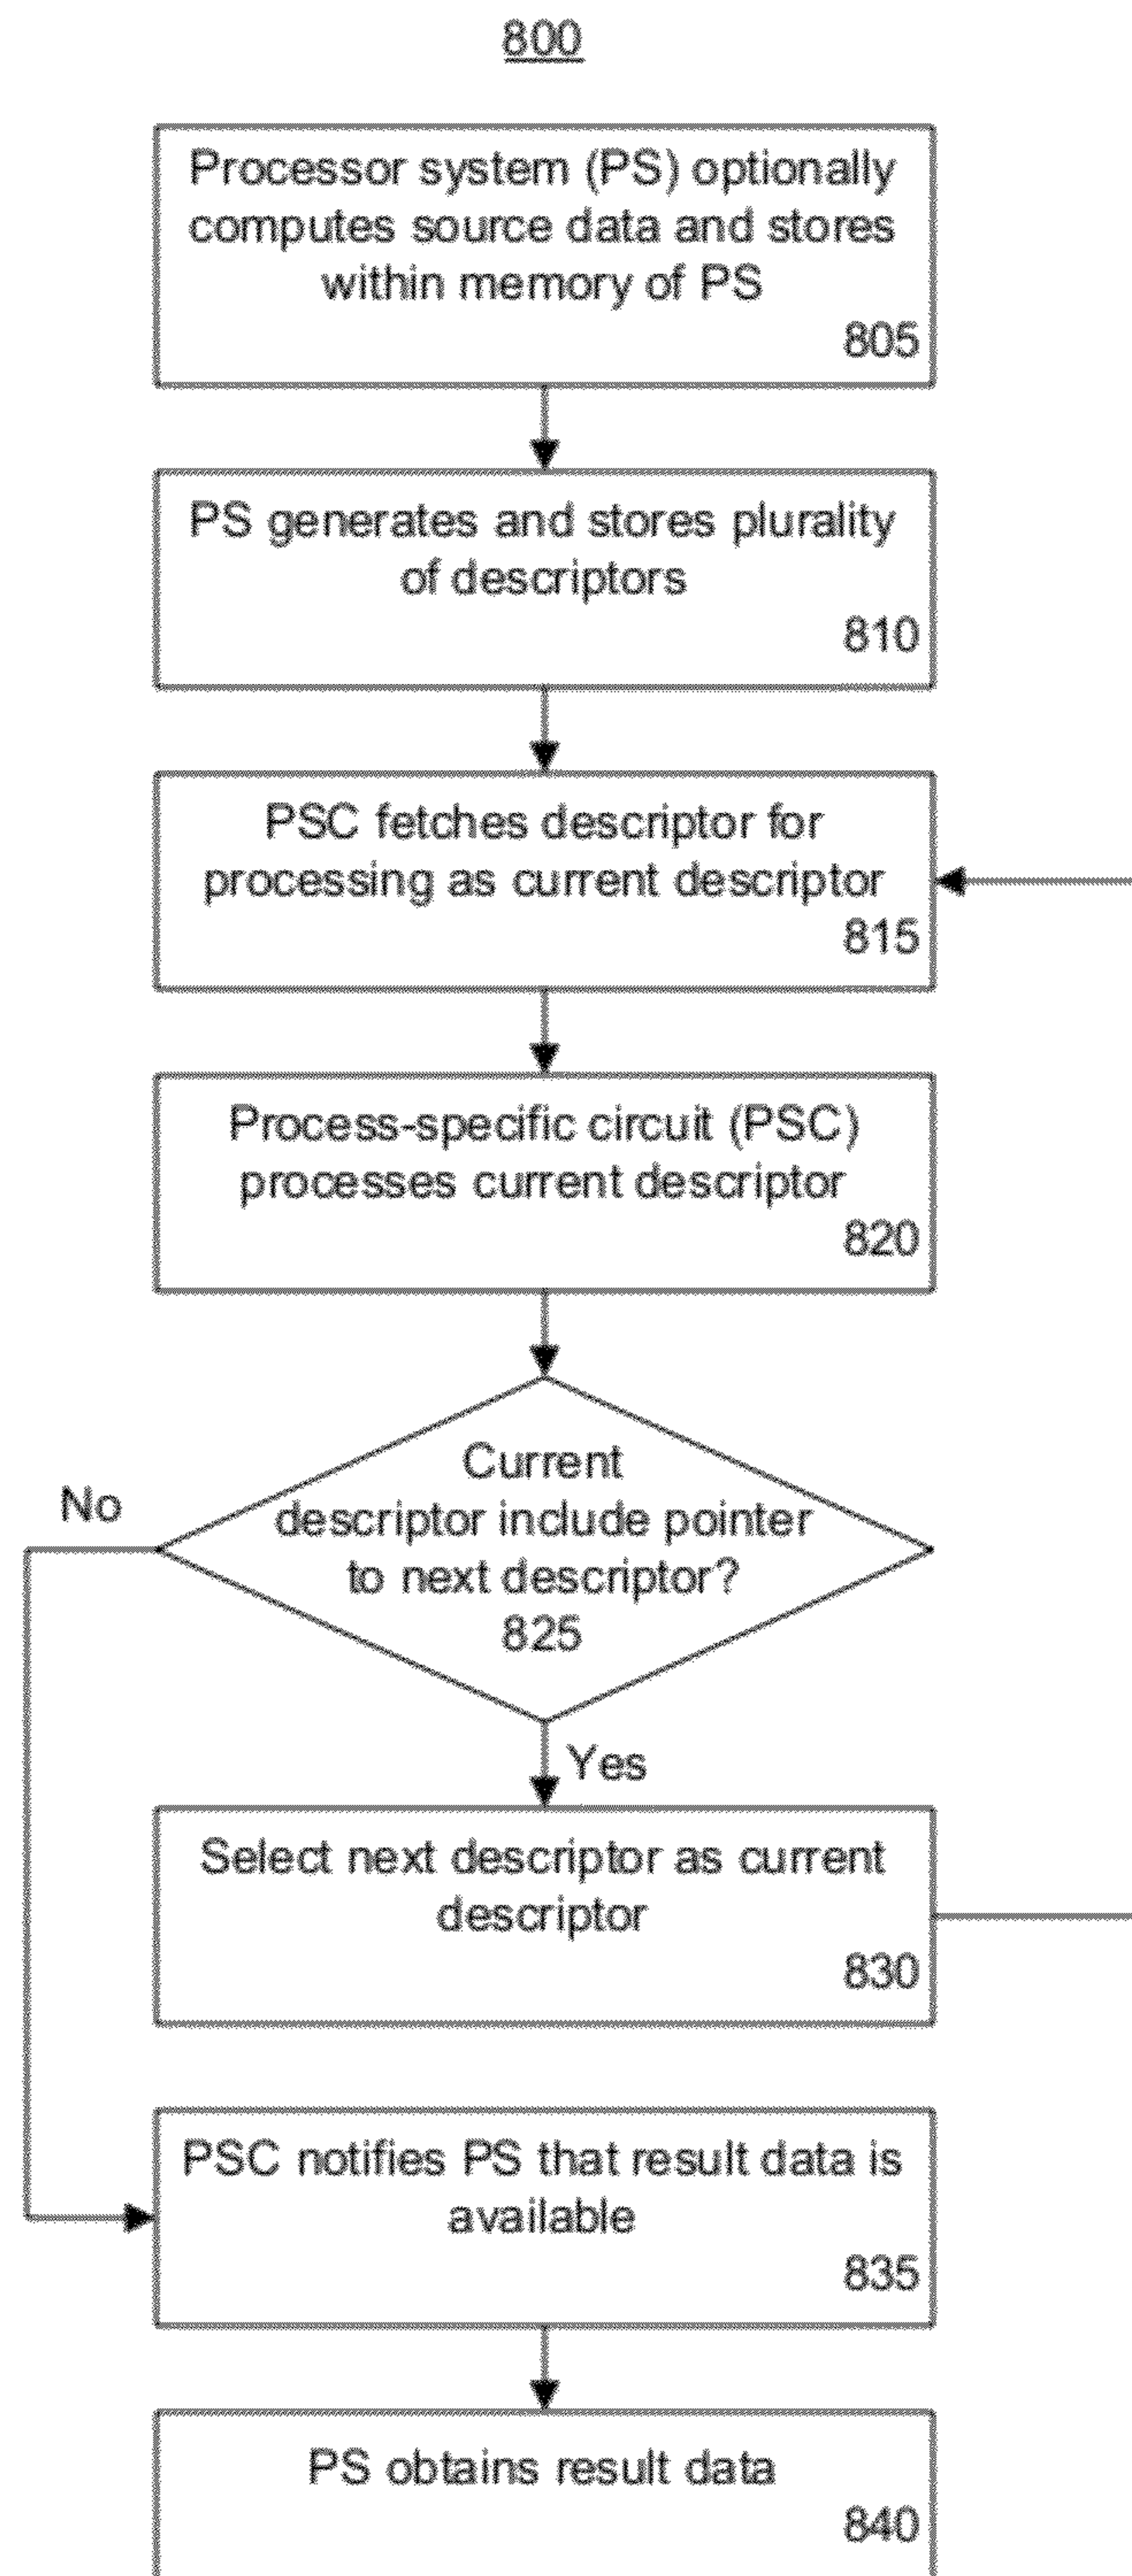 800
Processor system (PS) optionally
computes source data and stores
within memory of PS
805
PS generates and stores plurality
of descriptors
810
PSC fetches descriptor for
processing as current descriptor
815
Process-specific circuit (PSC)
processes current descriptor
820
Current
descriptor include pointer
to next descriptor?
825
No
Yes
Select next descriptor as current
descriptor
830
PSC notifies PS that result data is
available
835
PS obtains result data
840